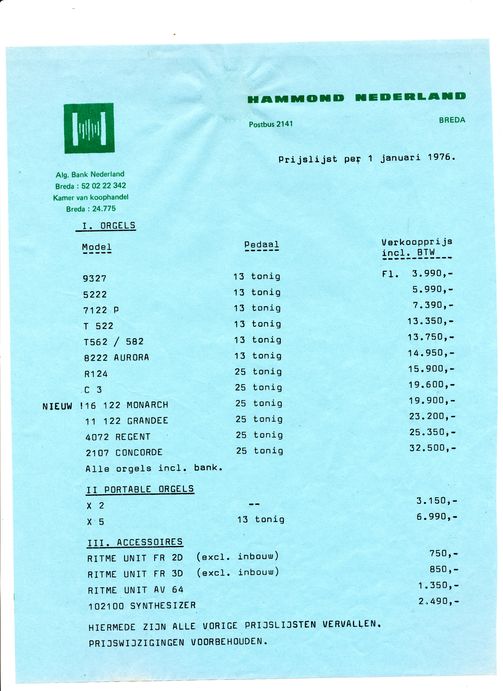 HAMMOND NEDERLAND
Postbus 2141 BREDA
Prijslijst per 1 januari 1976.
Alg. Bank Nederland
Breda : 52 02 22 342
Kamer van koophandel
Breda : 24.775
I. ORGELS
Model Pedaal Verkoopprijs
incl. BTW
9327 13 tonig Fl. 3.990,-
5222 13 tonig 5.990,-
7122 P 13 tonig 7.390,-
T 522 13 tonig 13.350,-
T562 / 582 13 tonig 13.750,-
8222 AURORA 13 tonig 14.950,-
R124 25 tonig 15.900,-
C 3 25 tonig 19.600,-
NIEUW !16 122 MONARCH 25 tonig 19.900,-
11 122 GRANDEE 25 tonig 23.200,-
4072 REGENT 25 tonig 25.350,-
2107 CONCORDE 25 tonig 32.500,-
Alle orgels incl. bank.
II PORTABLE ORGELS
X 2 -- 3.150,-
X 5 13 tonig 6.990,-
III. ACCESSOIRES
RITME UNIT FR 2D (excl. inbouw) 750,-
RITME UNIT FR 3D (excl. inbouw) 850,-
RITME UNIT AV 64 1.350,-
102100 SYNTHESIZER 2.490,-
HIERMEDE ZIJN ALLE VORIGE PRIJSLIJSTEN VERVALLEN.
PRIJSWIJZIGINGEN VOORBEHOUDEN.